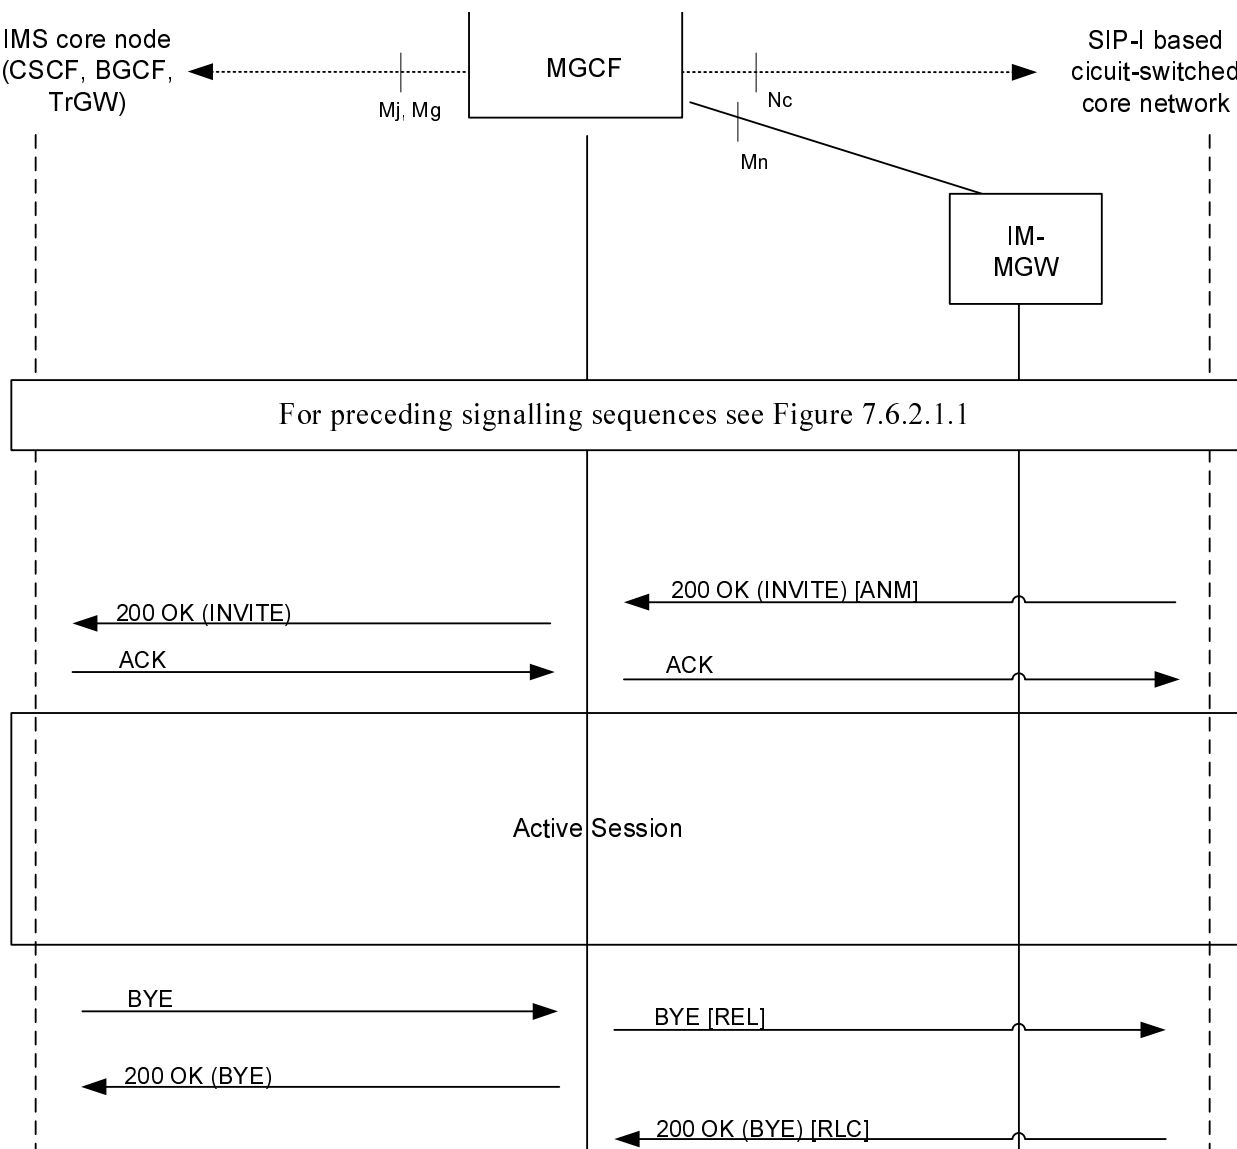 IMS core node
(CSCF, BGCF,
TrGW)
MGCF
SIP-I based
cicuit-switched
core network
Mj, Mg
Nc
Mn
IM-
MGW
For preceding signalling sequences see Figure 7.6.2.1.1
200 OK (INVITE) [ANM]
200 OK (INVITE)
ACK
ACK
Active Session
BYE
BYE [REL]
200 OK (BYE)
200 OK (BYE) [RLC]